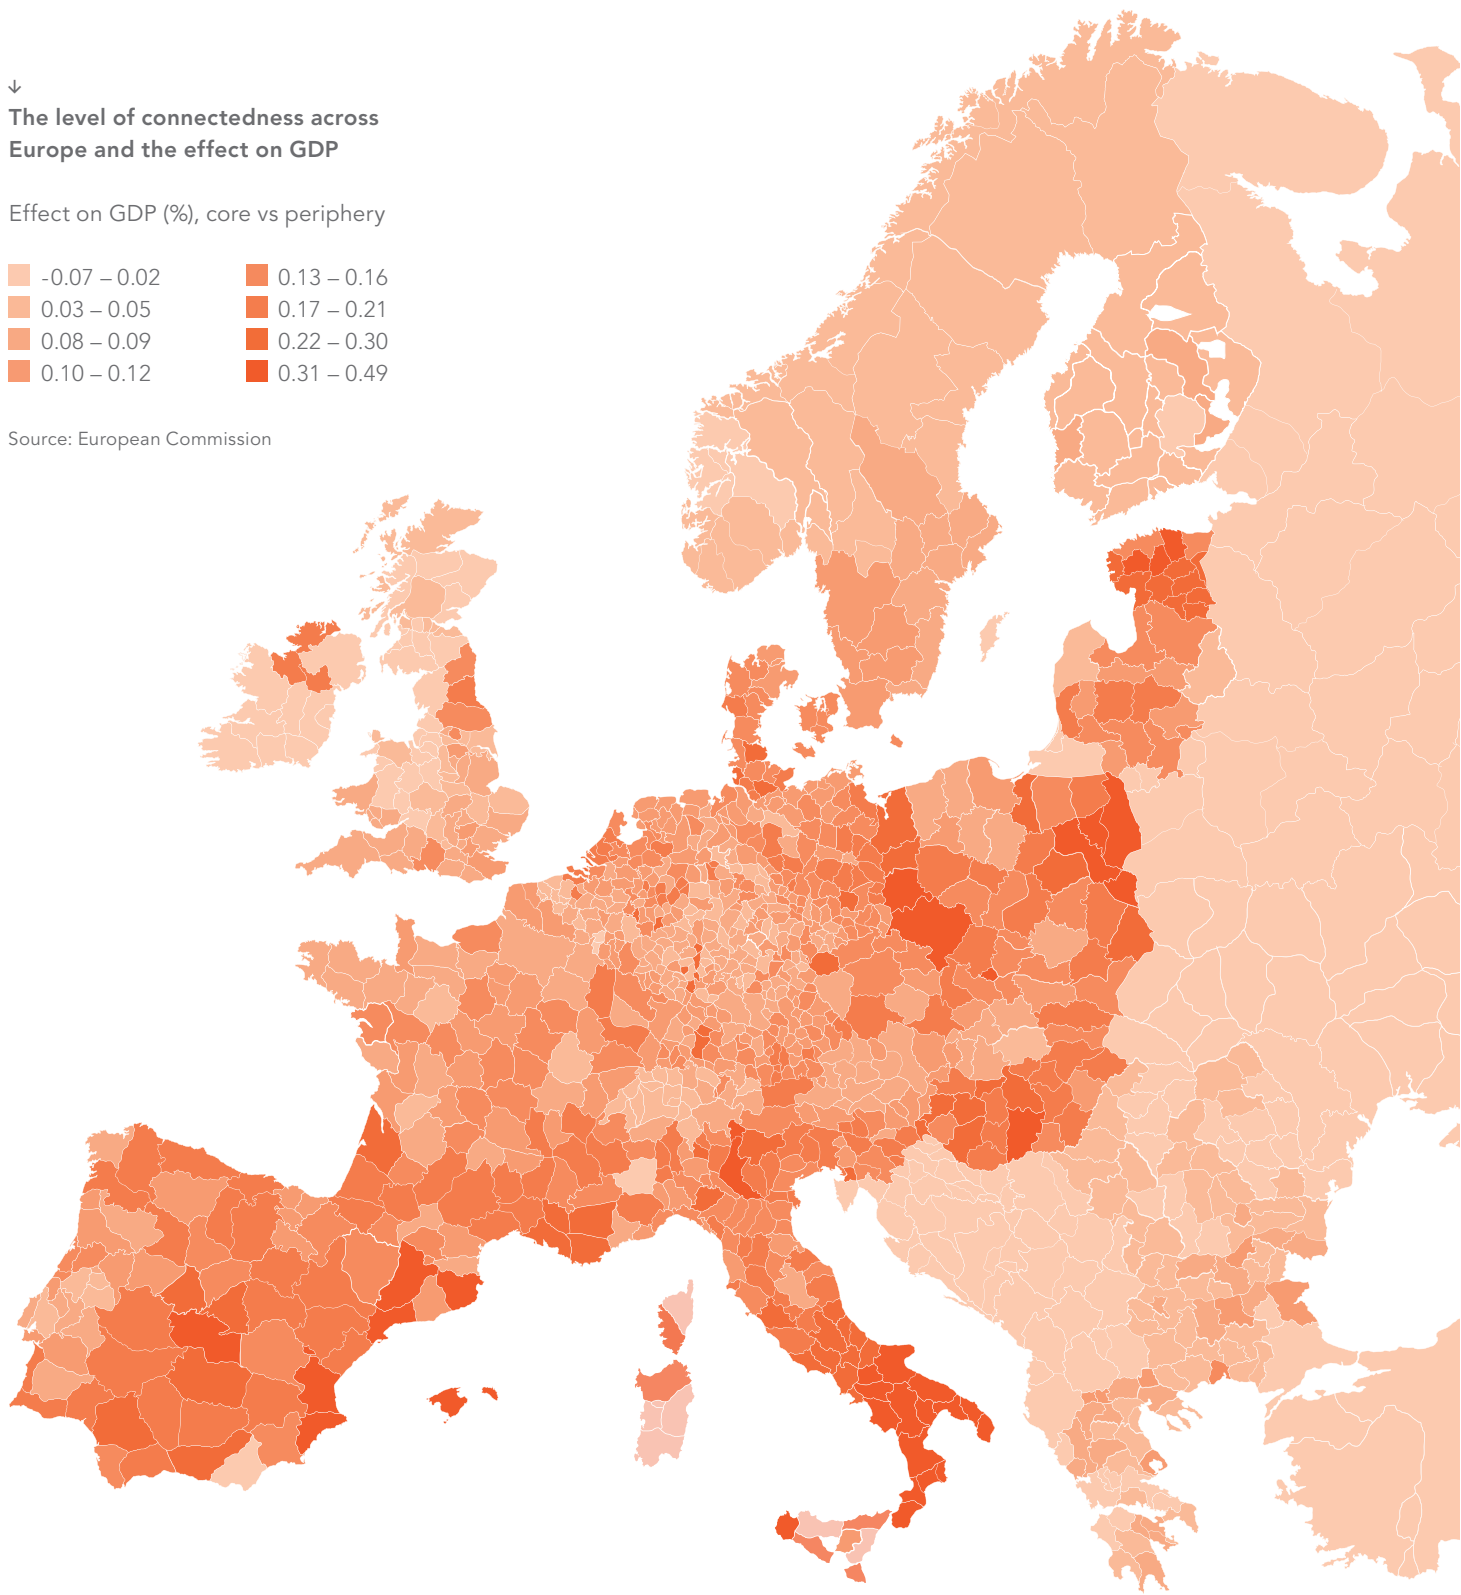 ↓
The level of connectedness across
Europe and the effect on GDP
Effect on GDP (%), core vs periphery
-0.07 – 0.02
0.03 – 0.05
0.08 – 0.09
0.10 – 0.12
0.13 – 0.16
0.17 – 0.21
0.22 – 0.30
0.31 – 0.49
Source: European Commission